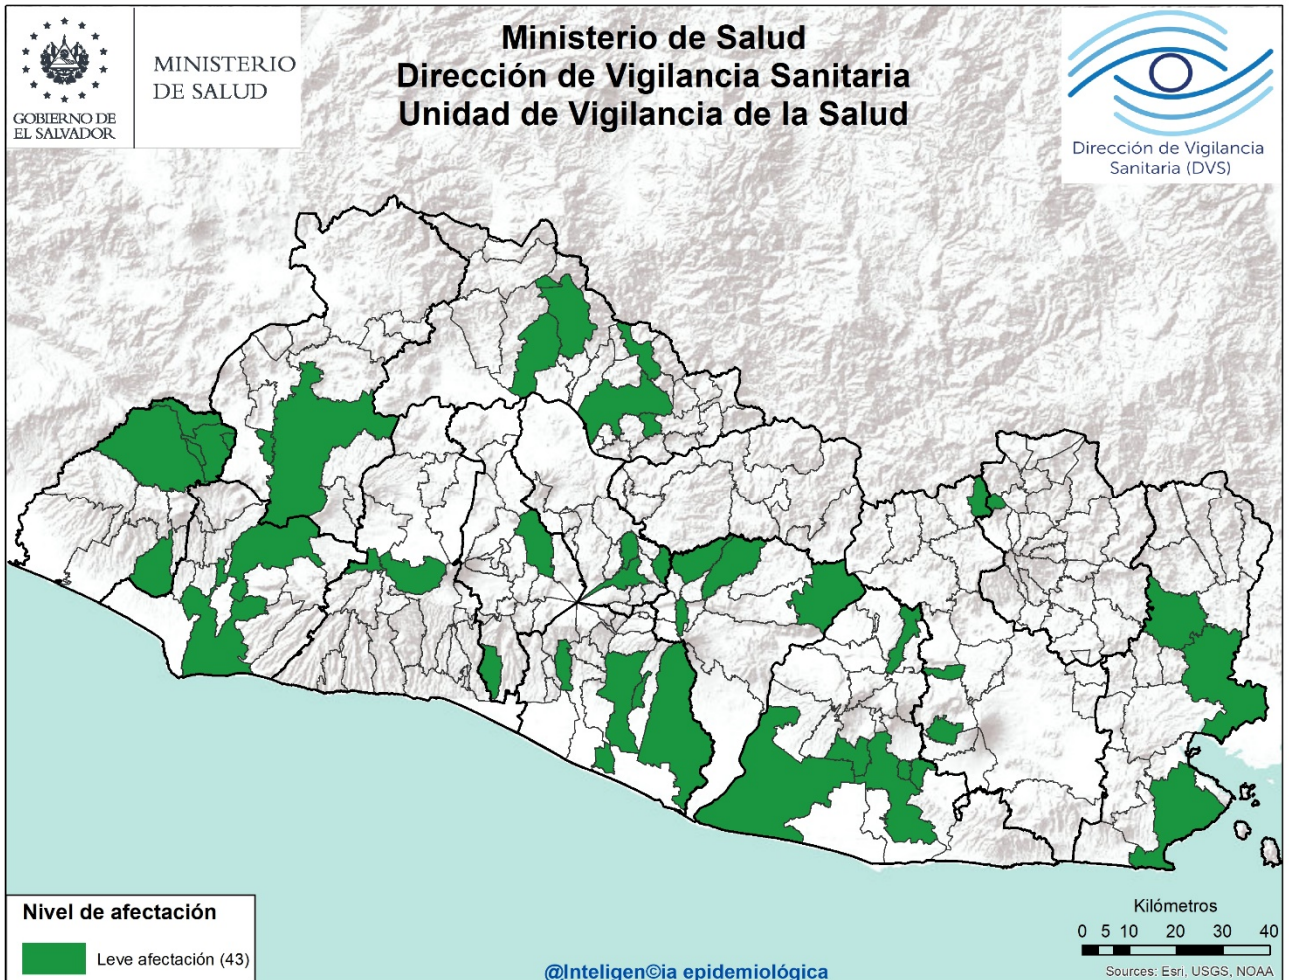 Ministerio de Salud
Dirección de Vigilancia Sanitaria
Unidad de Vigilancia de la Salud
MINISTERIO
DE SALUD
GOBIERNO DE
EL SALVADOR
Dirección de Vigilancia
Sanitaria (DVS)
Nivel de afectación
Leve afectación (43)
@Inteligen©ia epidemiológica
Kilómetros
0 5 10 20 30 40
Sources: Esri, USGS, NOAA